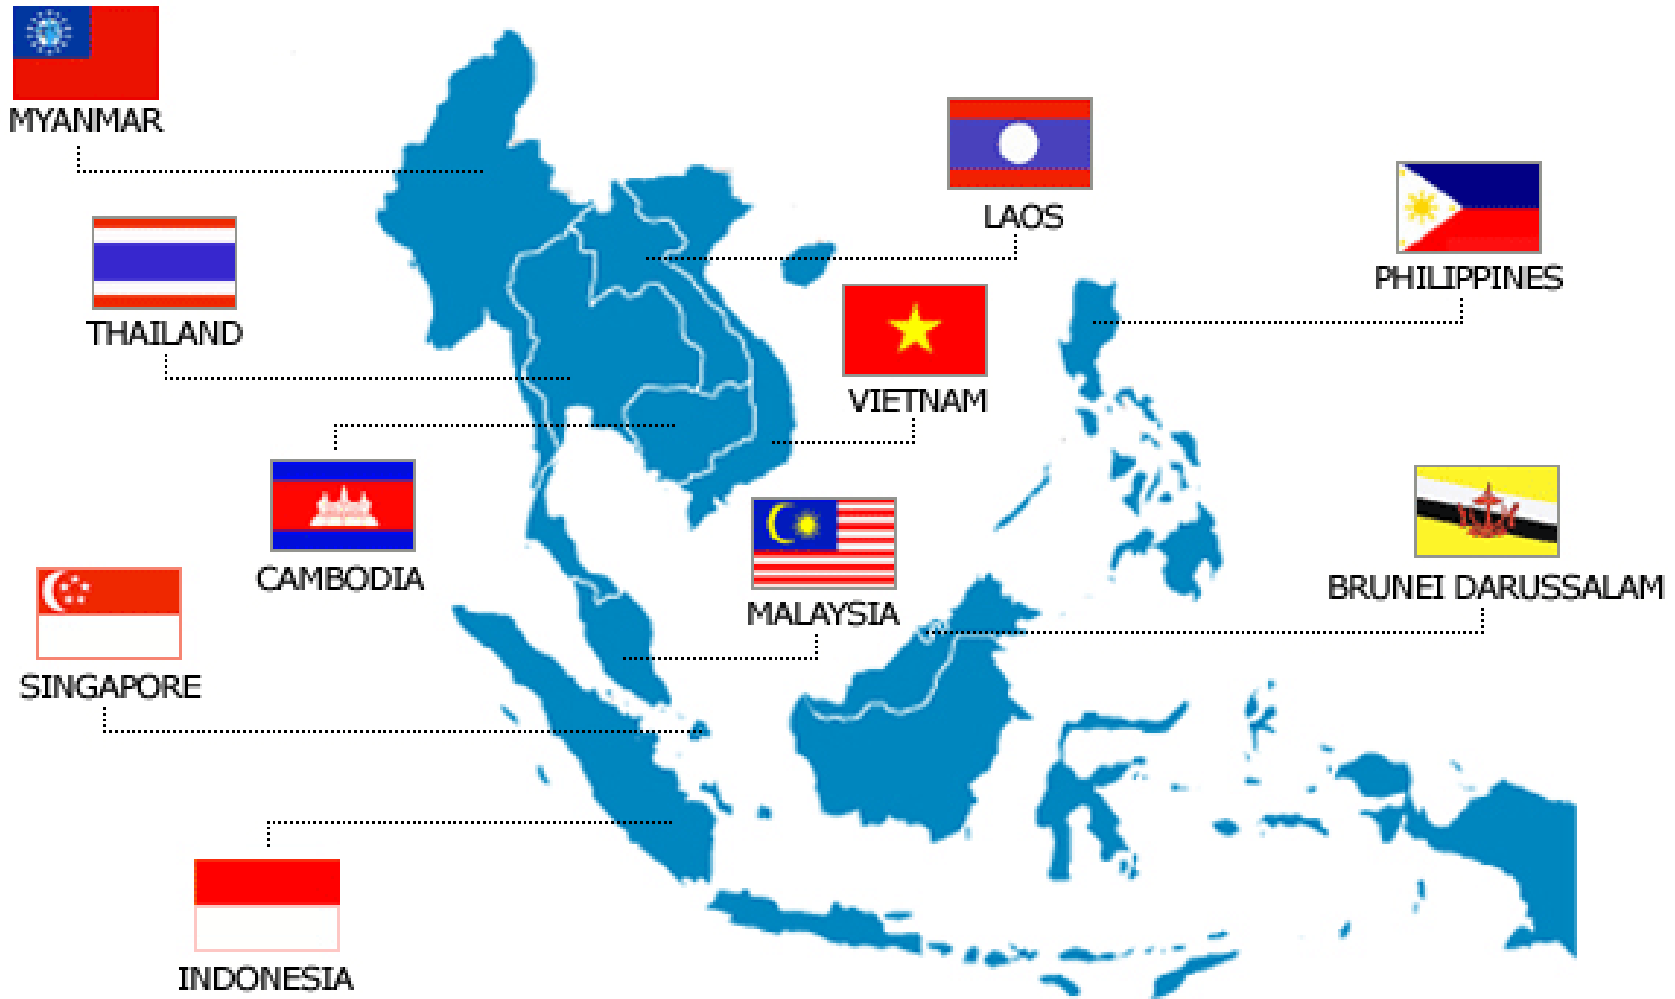 MYANMAR
LAOS
PHILIPPINES
THAILAND
VIETNAM
CAMBODIA
BRUNEI DARUSSALAM
MALAYSIA
SINGAPORE
INDONESIA